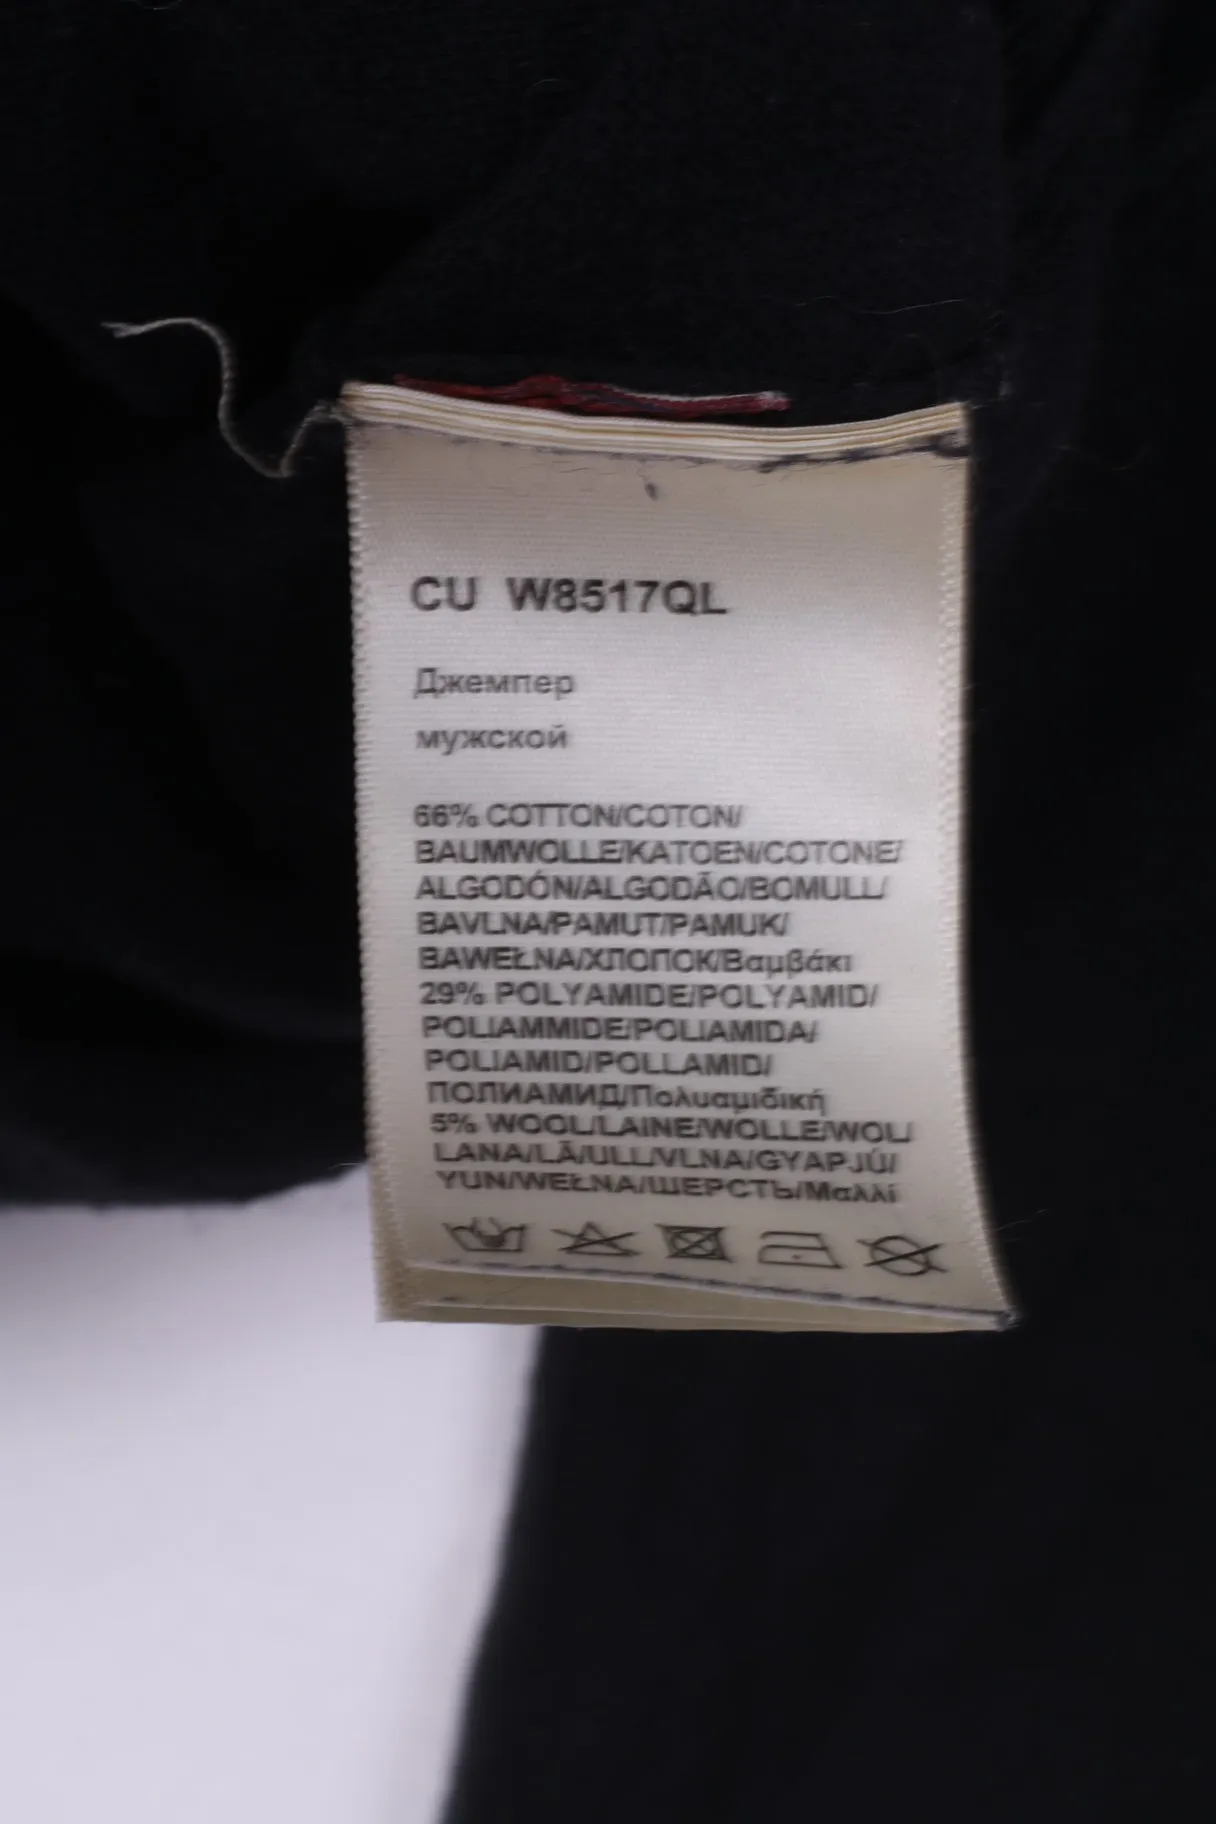 CU W8517QL
Джемпер
мужской
66% COTTON/COTON/
BAUMWOLLE/KATOEN/COTONE/
ALGODÓN/ALGODÃO/BOMULL/
BAVLNA/PAMUT/PAMUK/
BAWEŁNA/ХЛОПОК/Βαμβάκι
29% POLYAMIDE/POLYAMID/
POLIAMMIDE/POLIAMIDA/
POLIAMID/POLLAMID/
ПОЛИАМИД/Πολυαμιδική
5% WOOL/LAINE/WOLLE/WOL/
LANA/LÃ/ULL/VLNA/GYAPJÚ/
YUN/WEŁNA/ШЕРСТЬ/Μαλλί